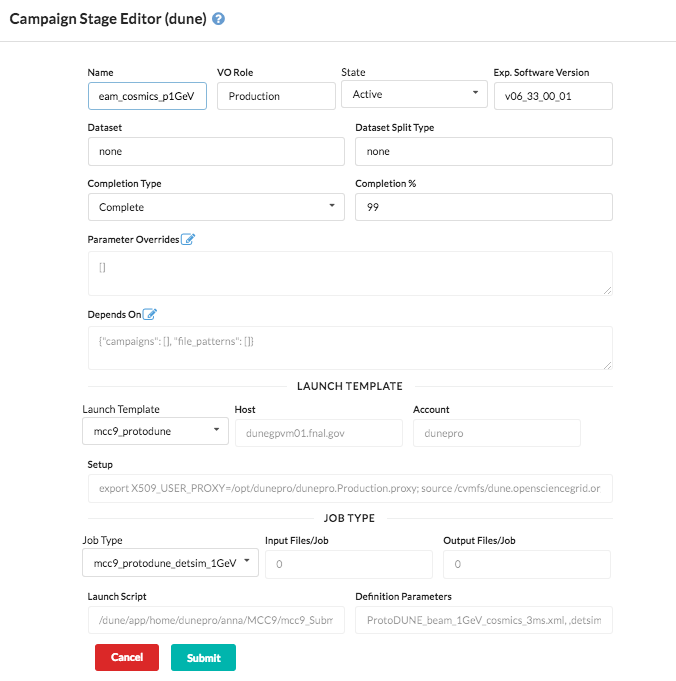 Campaign Stage Editor (dune) ?
Name VO Role State Exp. Software Version
eam_cosmics_p1GeV Production Active v06_33_00_01
Dataset Dataset Split Type
none none
Completion Type Completion %
Complete 99
Parameter Overrides
[]
Depends On
{"campaigns": [], "file_patterns": []}
LAUNCH TEMPLATE
Launch Template Host Account
mcc9_protodune dunegpvm01.fnal.gov dunepro
Setup
export X509_USER_PROXY=/opt/dunepro/dunepro.Production.proxy; source /cvmfs/dune.opensciencegrid.or
JOB TYPE
Job Type Input Files/Job Output Files/Job
mcc9_protodune_detsim_1GeV 0 0
Launch Script Definition Parameters
/dune/app/home/dunepro/anna/MCC9/mcc9_Subm ProtoDUNE_beam_1GeV_cosmics_3ms.xml, ,detsim
Cancel Submit